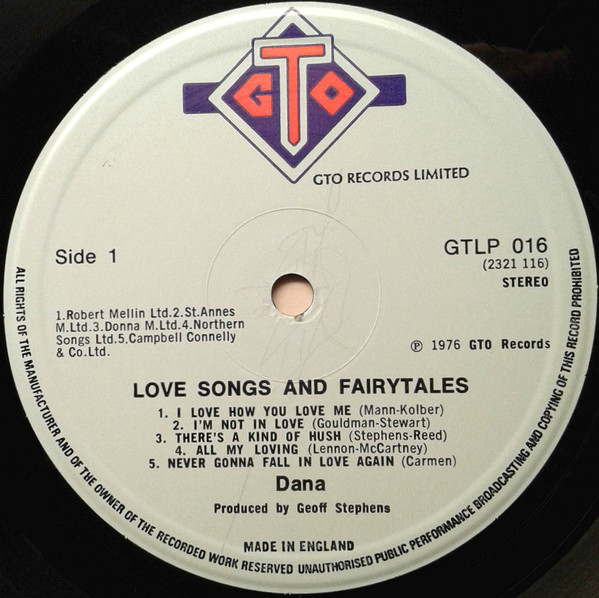 GTO
GTO RECORDS LIMITED
Side 1
GTLP 016
(2321 116)
STEREO
1.Robert Mellin Ltd.2.St.Annes
M.Ltd.3.Donna M.Ltd.4.Northern
Songs Ltd.5.Campbell Connelly
& Co.Ltd.
℗ 1976 GTO Records
LOVE SONGS AND FAIRYTALES
1. I LOVE HOW YOU LOVE ME (Mann-Kolber)
2. I'M NOT IN LOVE (Gouldman-Stewart)
3. THERE'S A KIND OF HUSH (Stephens-Reed)
4. ALL MY LOVING (Lennon-McCartney)
5. NEVER GONNA FALL IN LOVE AGAIN (Carmen)
Dana
Produced by Geoff Stephens
MADE IN ENGLAND
ALL RIGHTS OF THE MANUFACTURER AND OF THE OWNER OF THE RECORDED WORK RESERVED UNAUTHORISED PUBLIC PERFORMANCE BROADCASTING AND COPYING OF THIS RECORD PROHIBITED